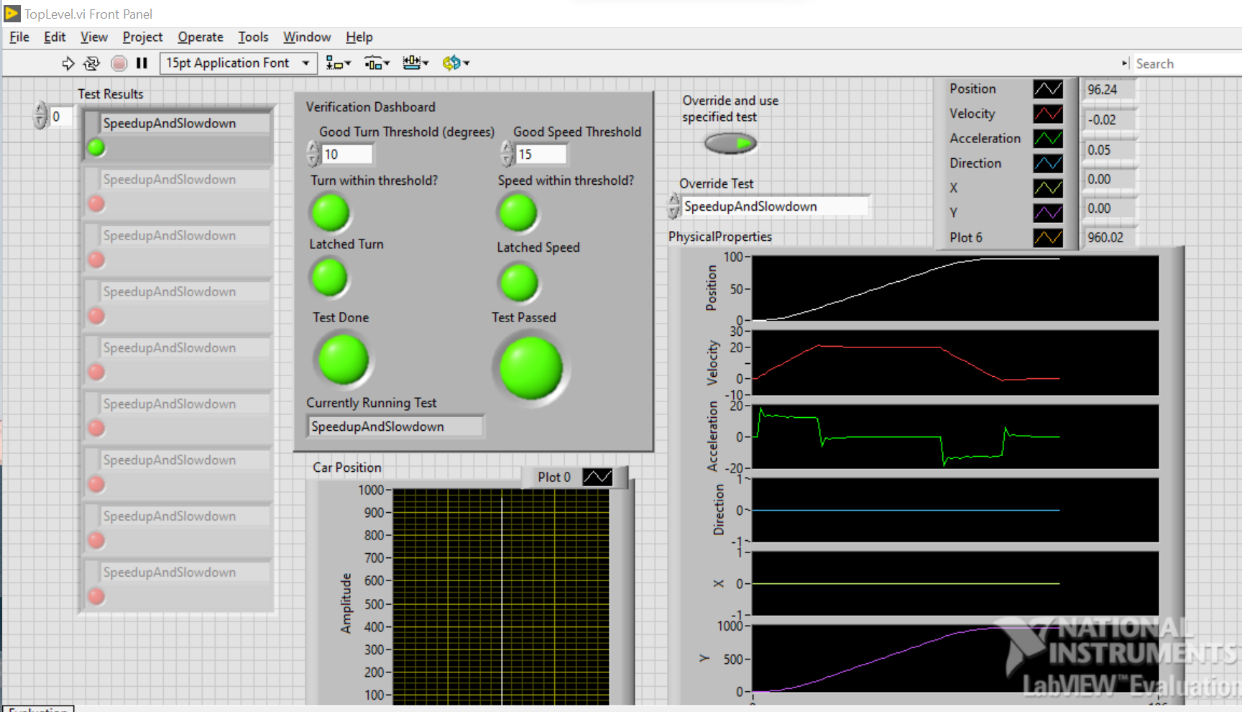 TopLevel.vi Front Panel
File Edit View Project Operate Tools Window Help
15pt Application Font
Search
Test Results
0
SpeedupAndSlowdown
SpeedupAndSlowdown
SpeedupAndSlowdown
SpeedupAndSlowdown
SpeedupAndSlowdown
SpeedupAndSlowdown
SpeedupAndSlowdown
SpeedupAndSlowdown
SpeedupAndSlowdown
Verification Dashboard
Good Turn Threshold (degrees) Good Speed Threshold
10 15
Turn within threshold? Speed within threshold?
Latched Turn Latched Speed
Test Done Test Passed
Currently Running Test
SpeedupAndSlowdown
Override and use
specified test
Override Test
SpeedupAndSlowdown
Position 96.24
Velocity -0.02
Acceleration 0.05
Direction 0.00
X 0.00
Y 960.02
Plot 6
PhysicalProperties
Position
100
50
0
Velocity
30
20
0
-10
Acceleration
20
0
-20
Direction
1
0
-1
X
1
0
-1
Y
1000
500
0
0
Car Position
Plot 0
Amplitude
1000
900
800
700
600
500
400
300
200
100
NATIONAL
INSTRUMENTS
LabVIEW™ Evaluation